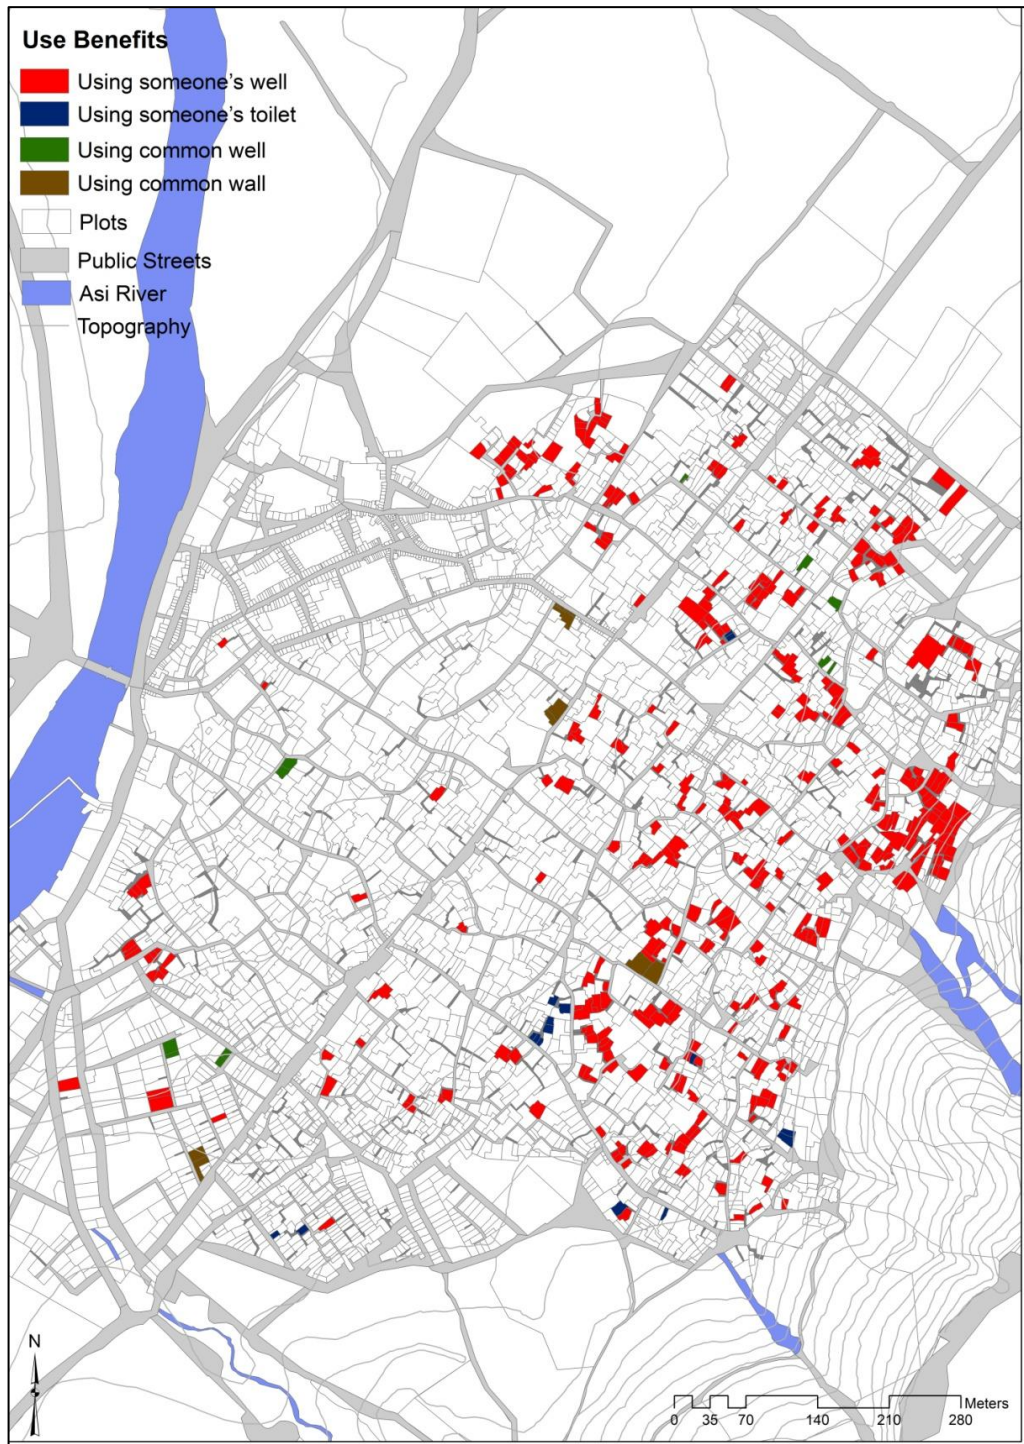 Use Benefits
Using someone's well
Using someone's toilet
Using common well
Using common wall
Plots
Public Streets
Asi River
Topography
N
Meters
0 35 70 140 210 280